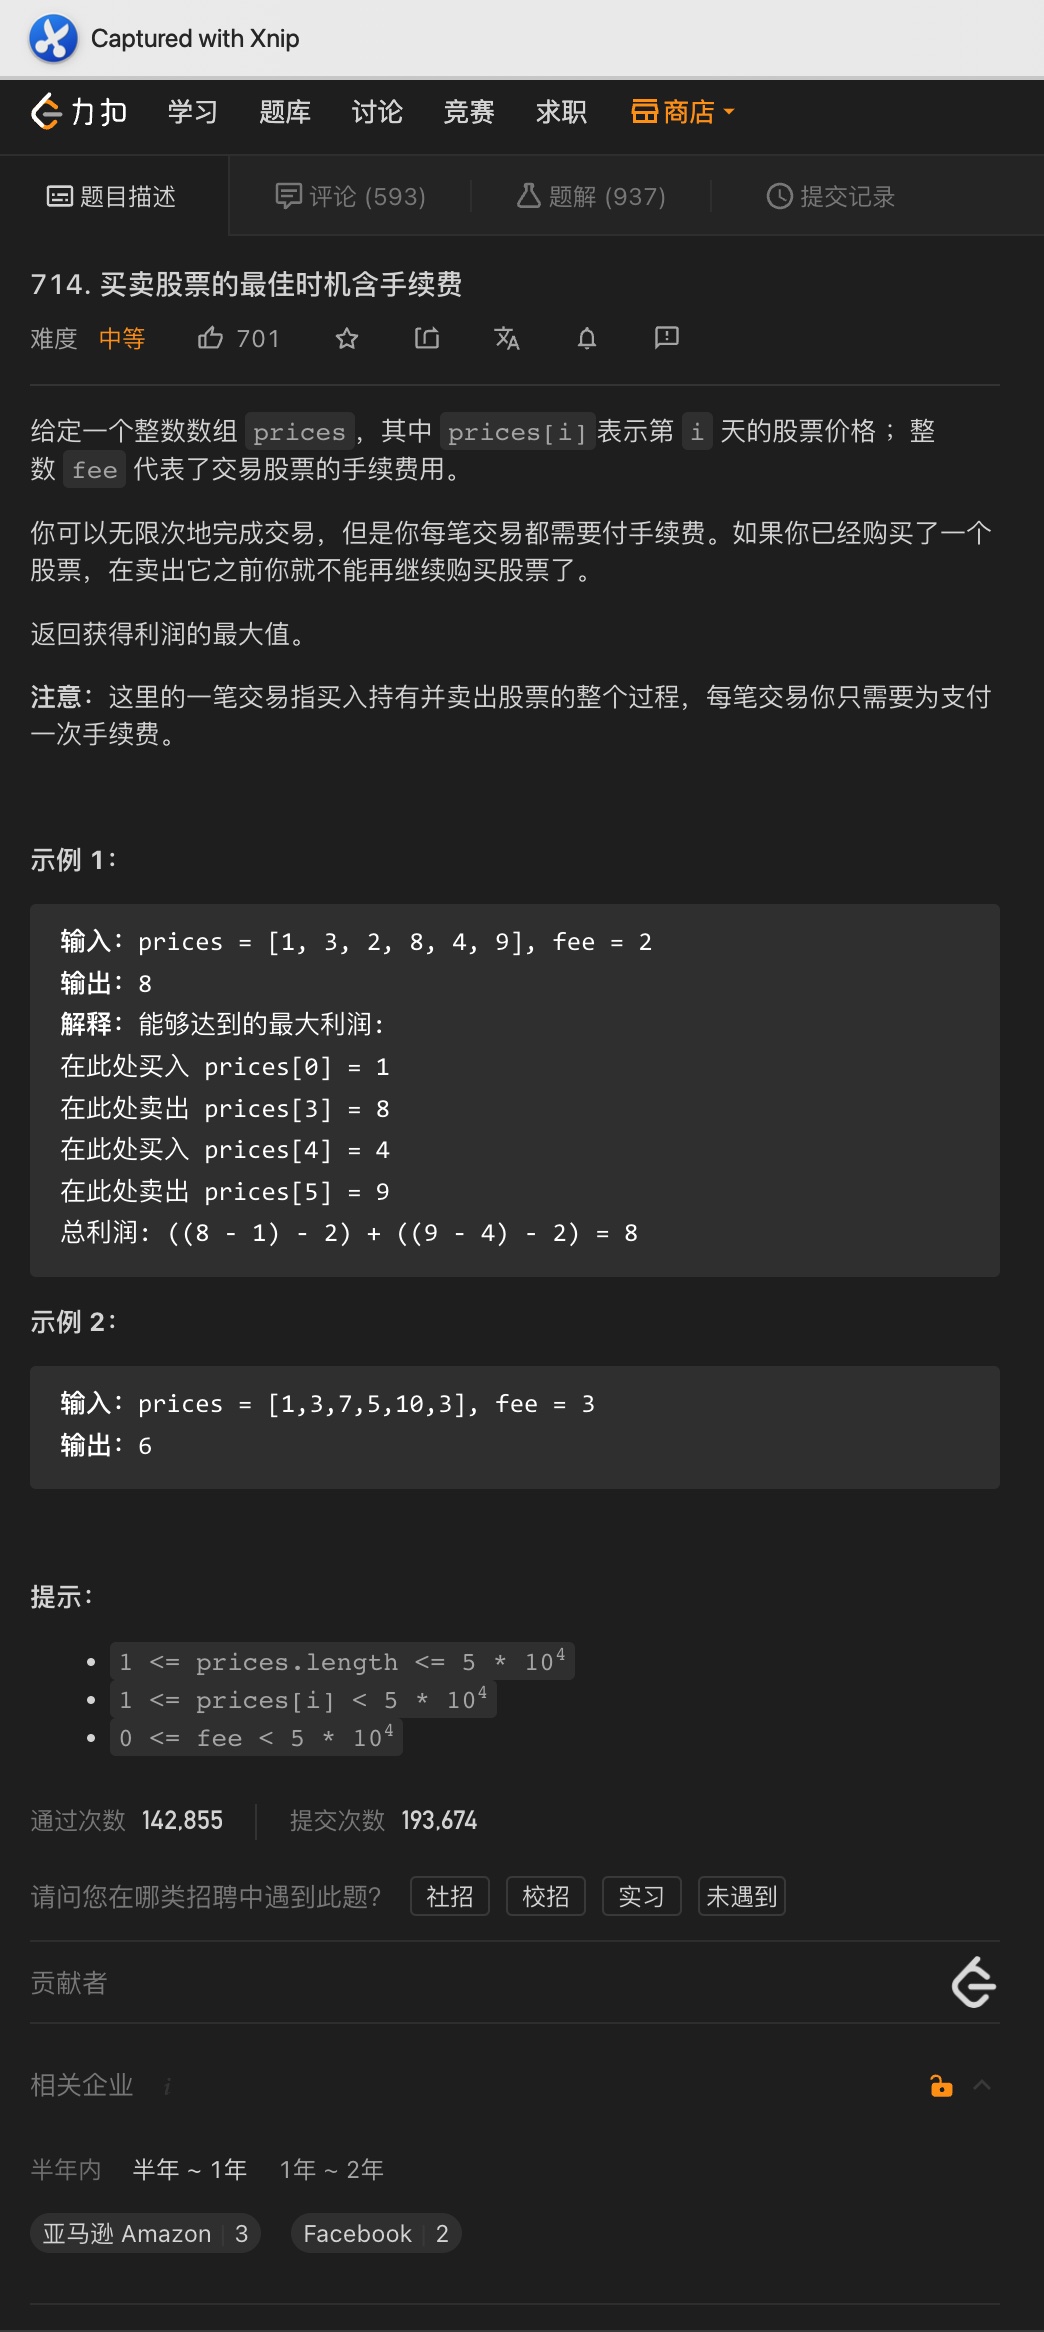 Captured with Xnip
力扣 学习 题库 讨论 竞赛 求职 商店
题目描述 评论 (593) 题解 (937) 提交记录
714. 买卖股票的最佳时机含手续费
难度 中等 701
给定一个整数数组 prices，其中 prices[i]表示第 i 天的股票价格 ；整
数 fee 代表了交易股票的手续费用。
你可以无限次地完成交易，但是你每笔交易都需要付手续费。如果你已经购买了一个
股票，在卖出它之前你就不能再继续购买股票了。
返回获得利润的最大值。
注意：这里的一笔交易指买入持有并卖出股票的整个过程，每笔交易你只需要为支付
一次手续费。
示例 1：
输入：prices = [1, 3, 2, 8, 4, 9], fee = 2
输出：8
解释：能够达到的最大利润:
在此处买入 prices[0] = 1
在此处卖出 prices[3] = 8
在此处买入 prices[4] = 4
在此处卖出 prices[5] = 9
总利润: ((8 - 1) - 2) + ((9 - 4) - 2) = 8
示例 2：
输入：prices = [1,3,7,5,10,3], fee = 3
输出：6
提示：
• 1 <= prices.length <= 5 * 10⁴
• 1 <= prices[i] < 5 * 10⁴
• 0 <= fee < 5 * 10⁴
通过次数 142,855 提交次数 193,674
请问您在哪类招聘中遇到此题？ 社招 校招 实习 未遇到
贡献者
相关企业 i
半年内 半年 ~ 1年 1年 ~ 2年
亚马逊 Amazon 3 Facebook 2